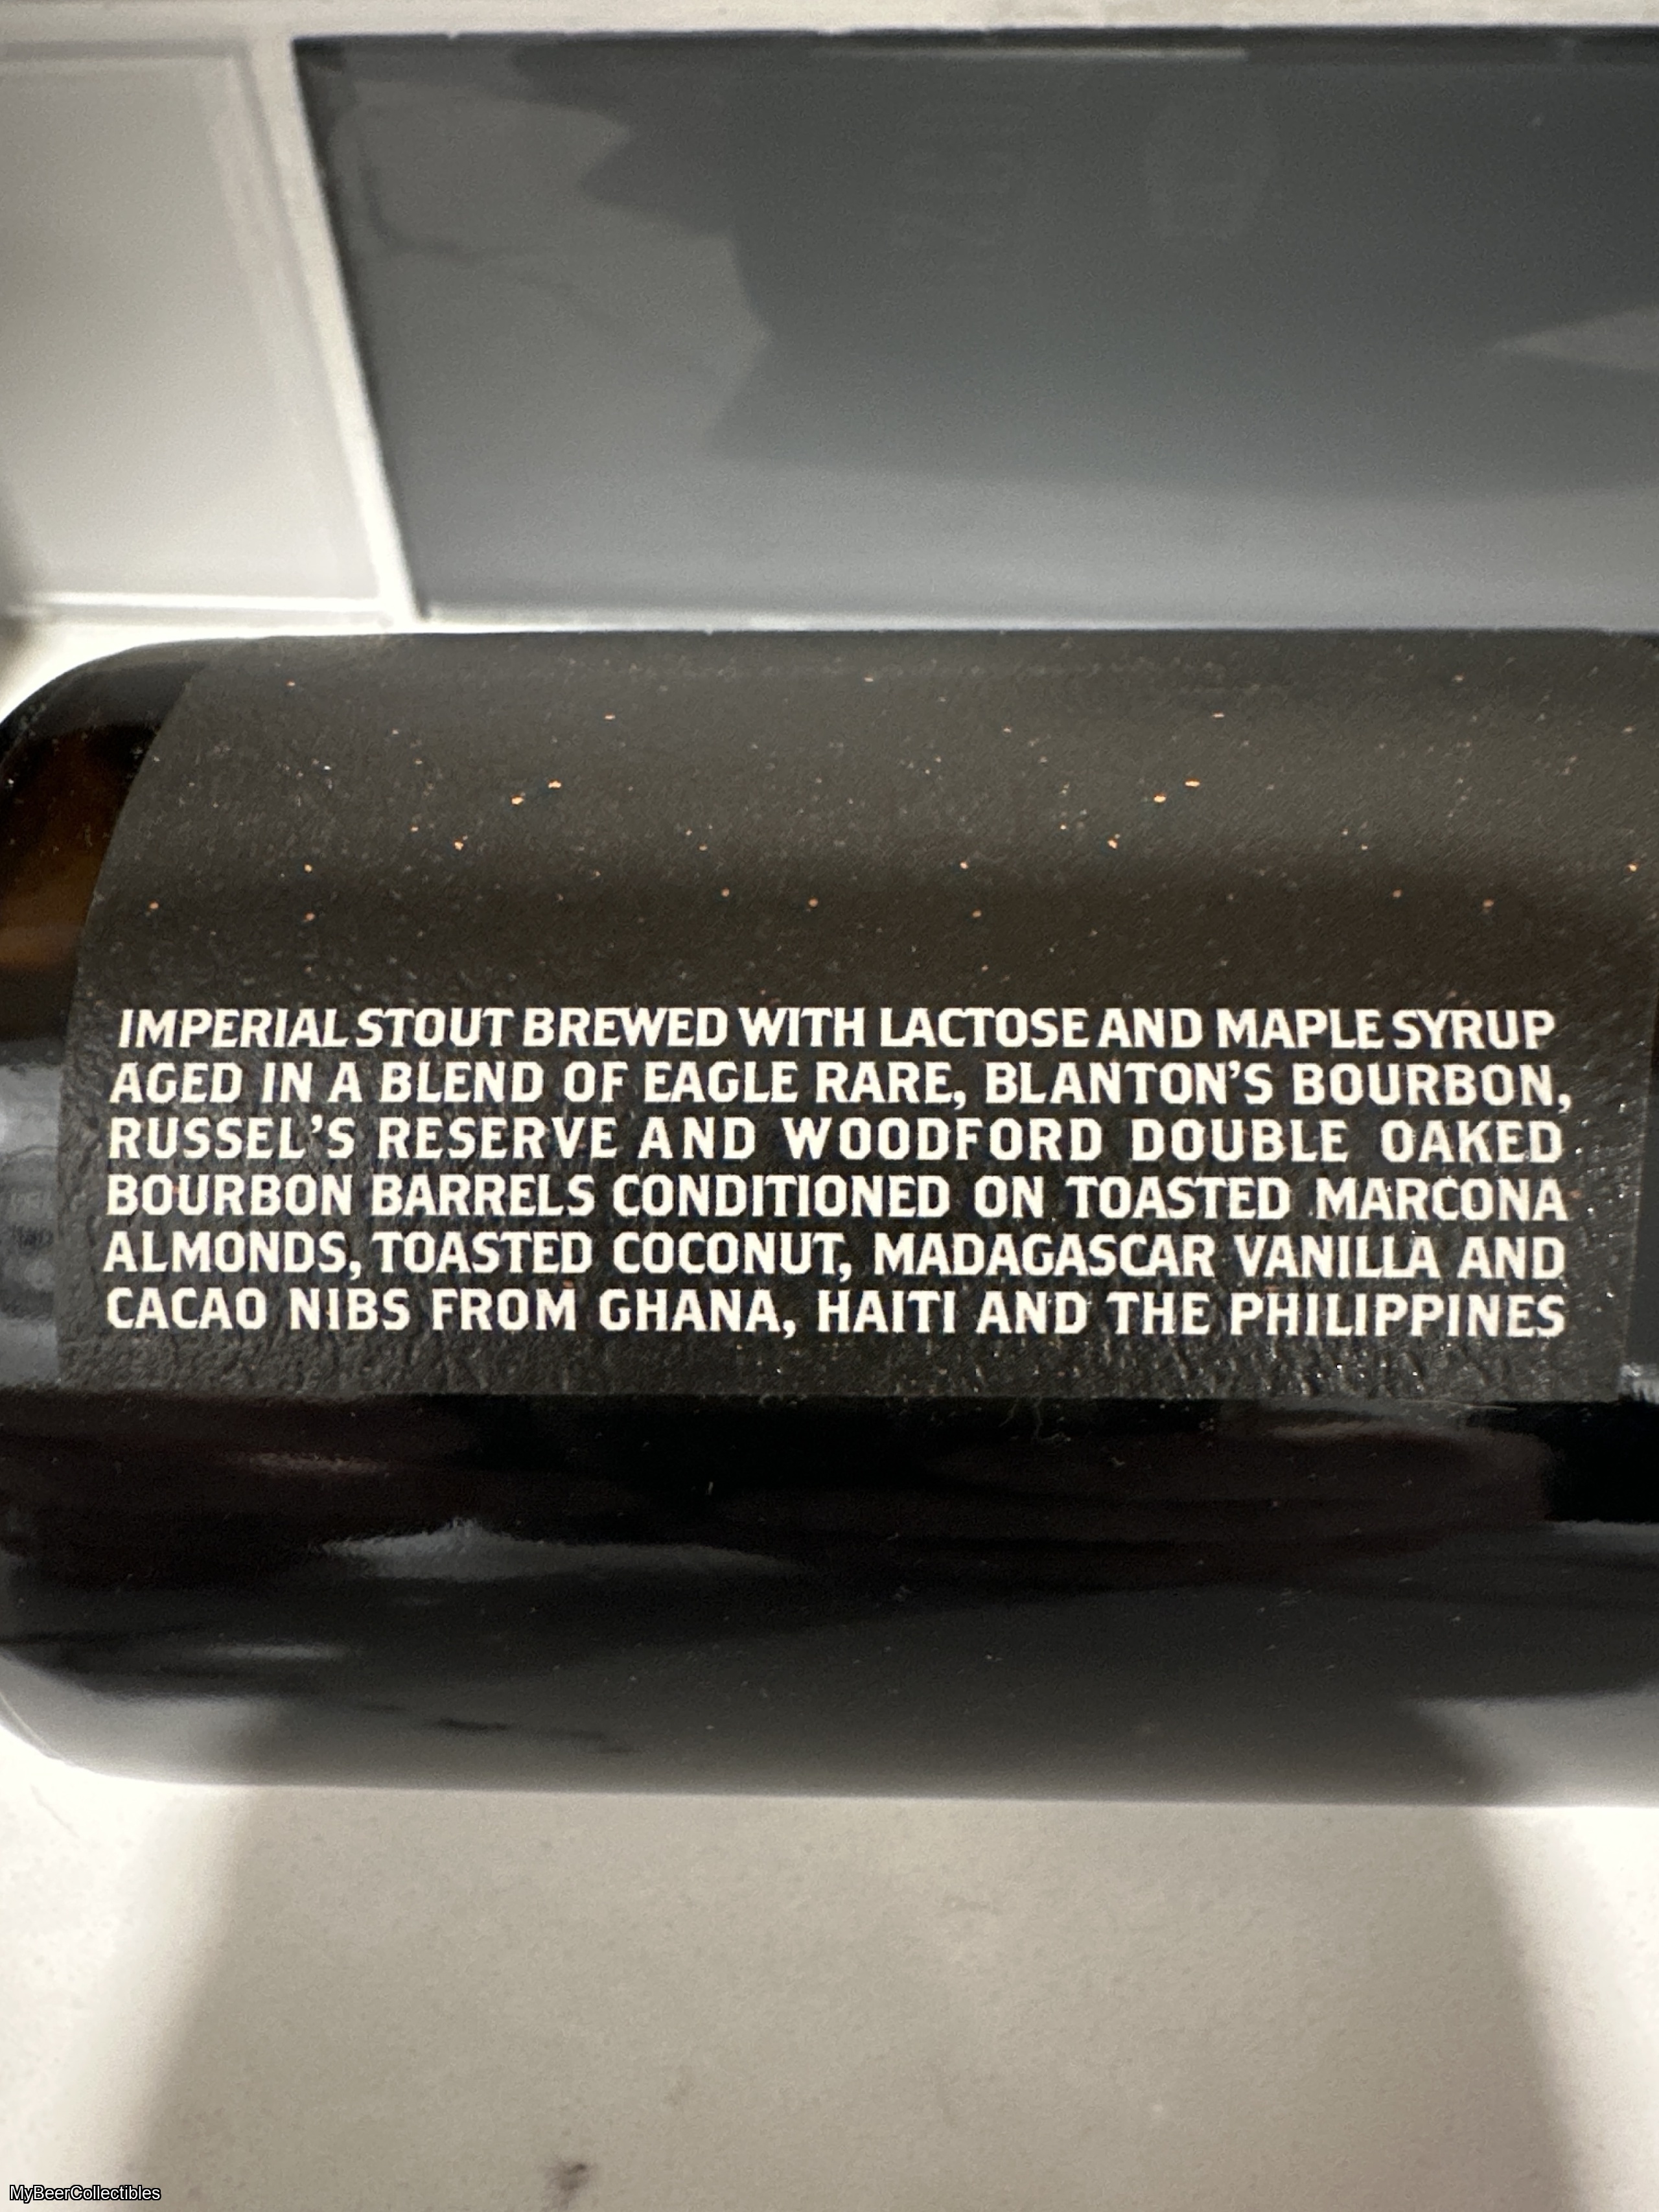 IMPERIAL STOUT BREWED WITH LACTOSE AND MAPLE SYRUP
AGED IN A BLEND OF EAGLE RARE, BLANTON'S BOURBON,
RUSSEL'S RESERVE AND WOODFORD DOUBLE OAKED
BOURBON BARRELS CONDITIONED ON TOASTED MARCONA
ALMONDS, TOASTED COCONUT, MADAGASCAR VANILLA AND
CACAO NIBS FROM GHANA, HAITI AND THE PHILIPPINES
MyBeerCollectibles